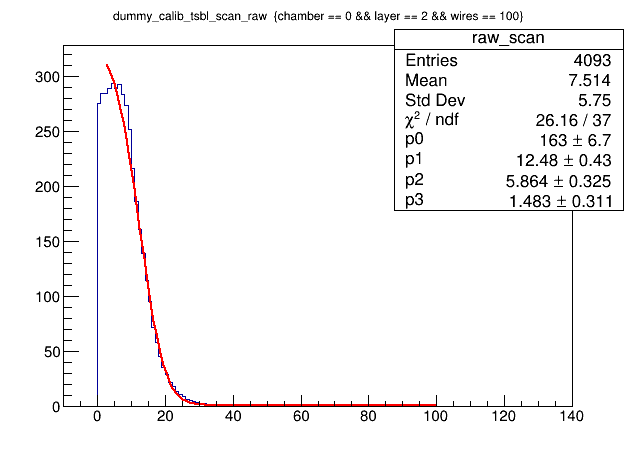 dummy_calib_tsbl_scan_raw {chamber == 0 && layer == 2 && wires == 100}
raw_scan
Entries 4093
Mean 7.514
Std Dev 5.75
χ² / ndf 26.16 / 37
p0 163 ± 6.7
p1 12.48 ± 0.43
p2 5.864 ± 0.325
p3 1.483 ± 0.311
300
250
200
150
100
50
0
0 20 40 60 80 100 120 140